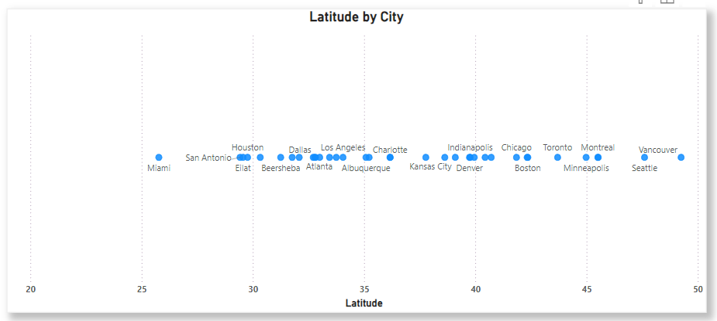 Latitude by City
Houston
Dallas
Los Angeles
Charlotte
Indianapolis
Chicago
Toronto
Montreal
Vancouver
San Antonio
Miami
Eilat
Beersheba
Atlanta
Albuquerque
Kansas City
Denver
Boston
Minneapolis
Seattle
20 25 30 35 40 45 50
Latitude